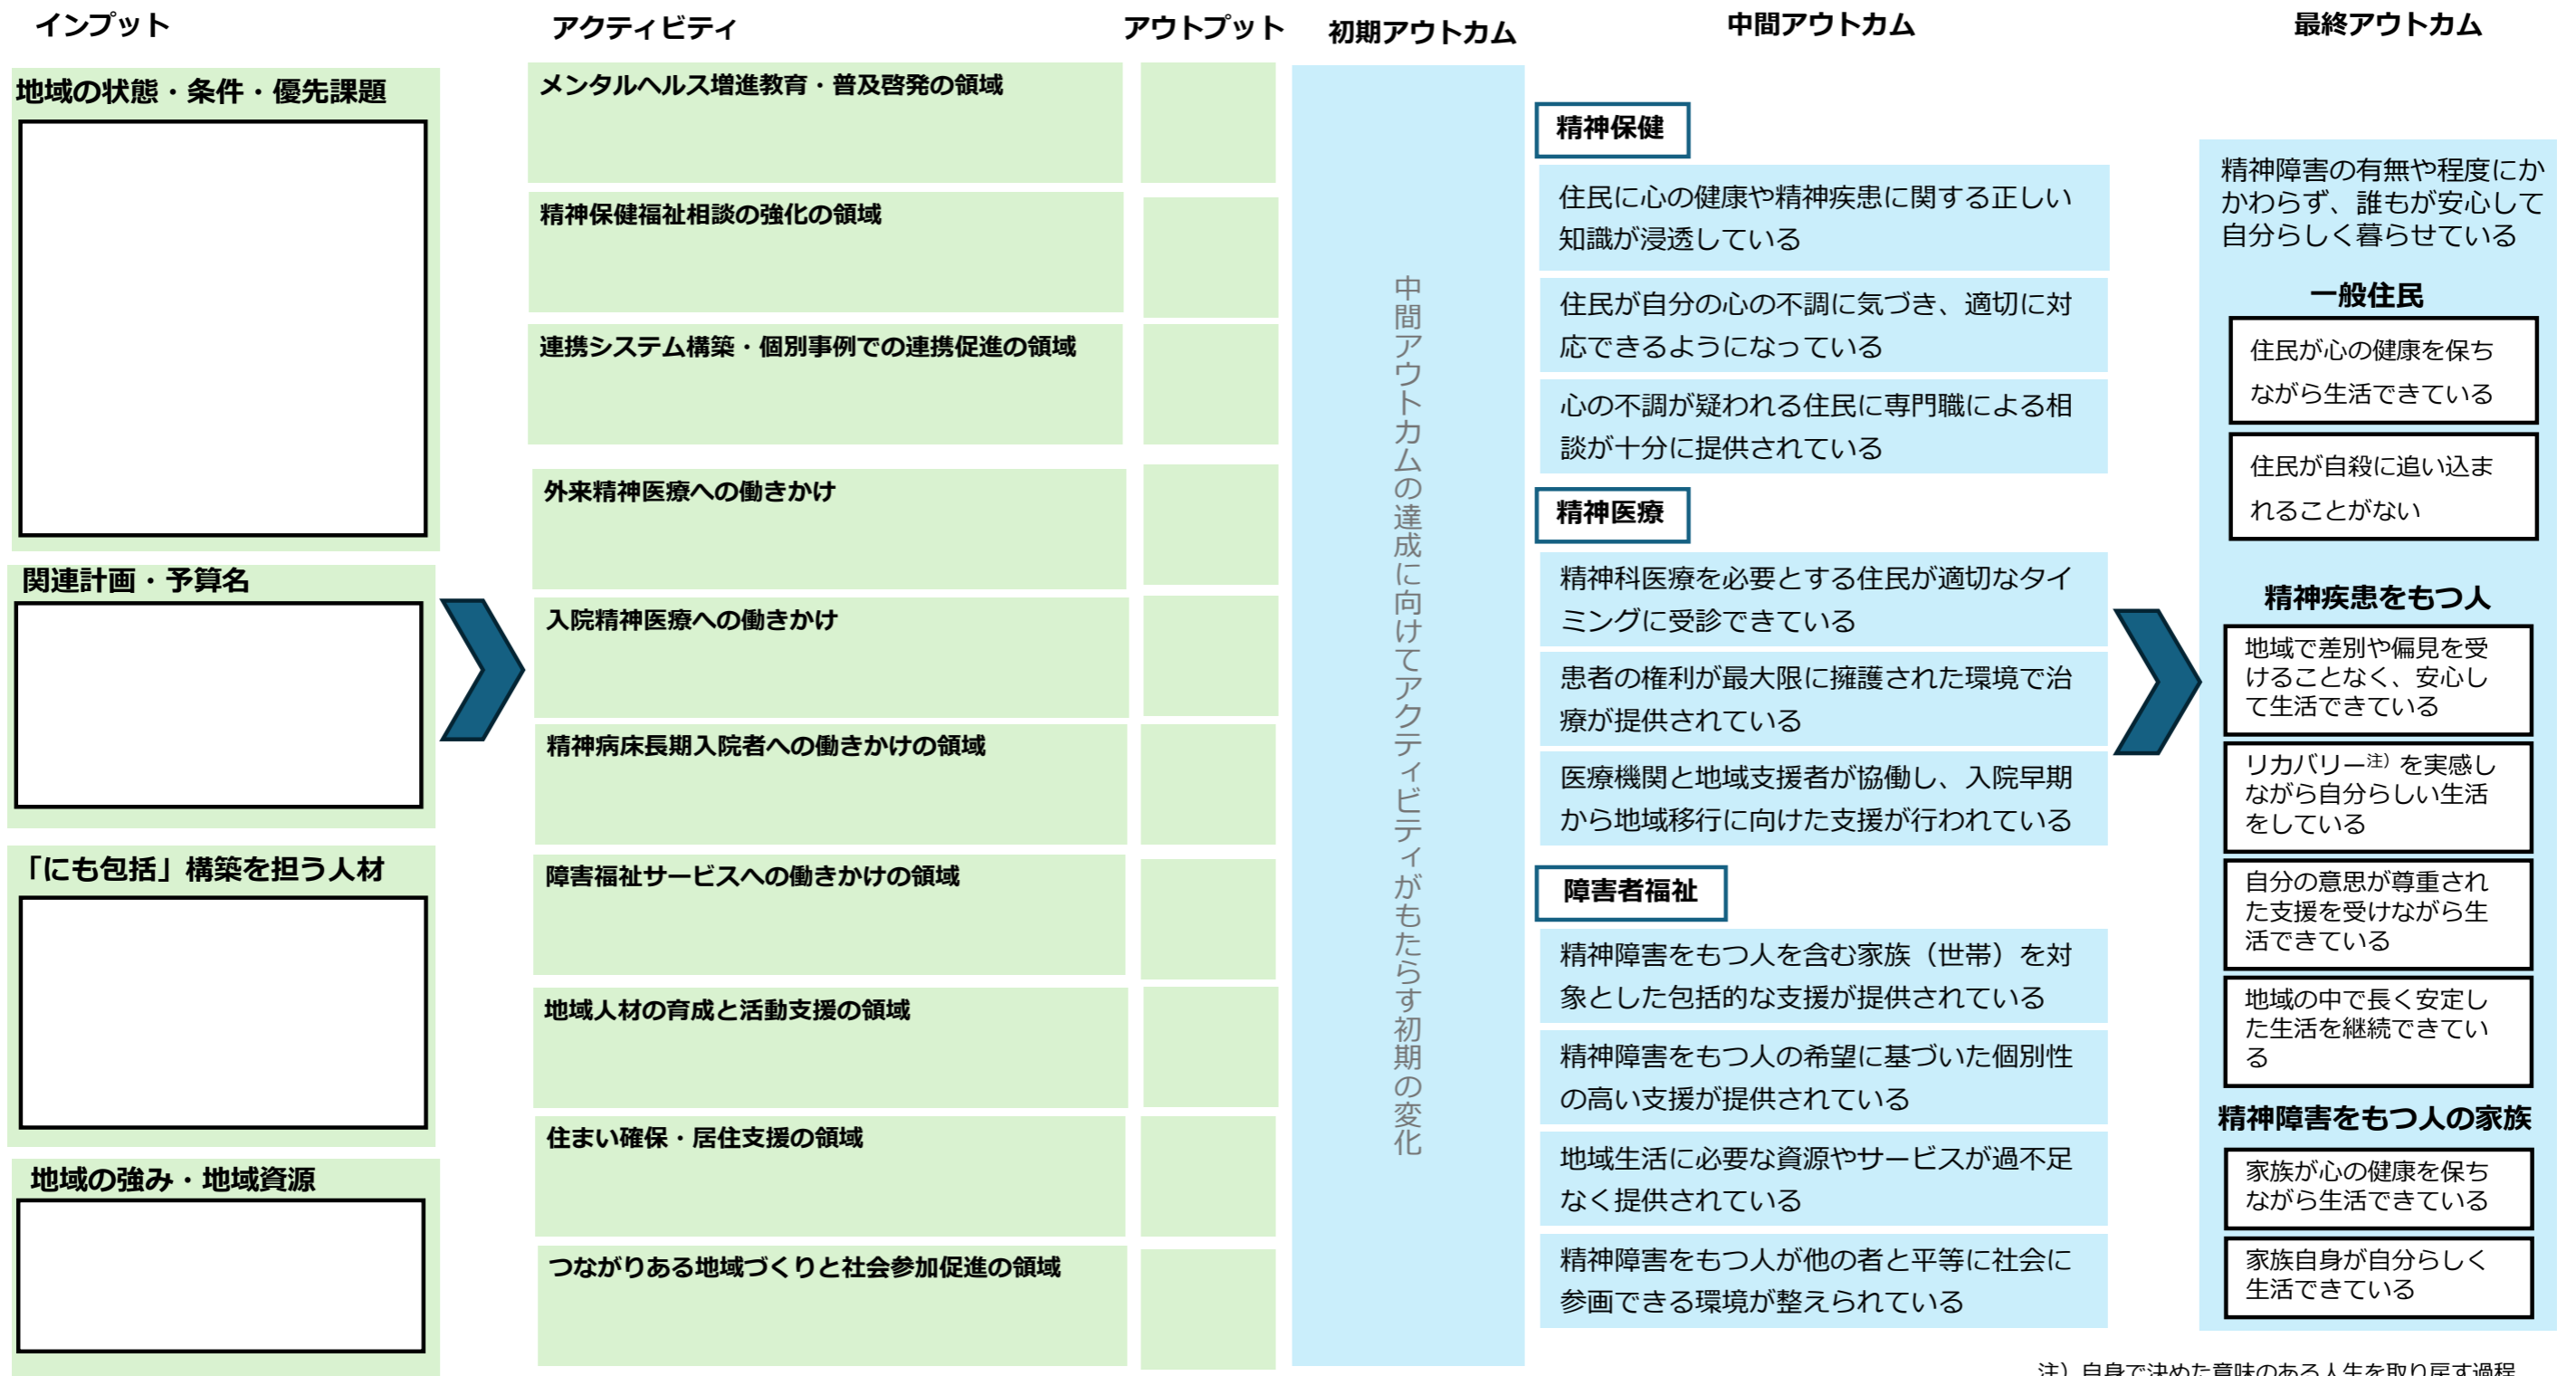 インプット
アクティビティ
アウトプット
初期アウトカム
中間アウトカム
最終アウトカム
地域の状態・条件・優先課題
関連計画・予算名
「にも包括」構築を担う人材
地域の強み・地域資源
メンタルヘルス増進教育・普及啓発の領域
精神保健福祉相談の強化の領域
連携システム構築・個別事例での連携促進の領域
外来精神医療への働きかけ
入院精神医療への働きかけ
精神病床長期入院者への働きかけの領域
障害福祉サービスへの働きかけの領域
地域人材の育成と活動支援の領域
住まい確保・居住支援の領域
つながりある地域づくりと社会参加促進の領域
中間アウトカムの達成に向けてアクティビティがもたらす初期の変化
精神保健
住民に心の健康や精神疾患に関する正しい
知識が浸透している
住民が自分の心の不調に気づき、適切に対
応できるようになっている
心の不調が疑われる住民に専門職による相
談が十分に提供されている
精神医療
精神科医療を必要とする住民が適切なタイ
ミングに受診できている
患者の権利が最大限に擁護された環境で治
療が提供されている
医療機関と地域支援者が協働し、入院早期
から地域移行に向けた支援が行われている
障害者福祉
精神障害をもつ人を含む家族（世帯）を対
象とした包括的な支援が提供されている
精神障害をもつ人の希望に基づいた個別性
の高い支援が提供されている
地域生活に必要な資源やサービスが過不足
なく提供されている
精神障害をもつ人が他の者と平等に社会に
参画できる環境が整えられている
精神障害の有無や程度にか
かわらず、誰もが安心して
自分らしく暮らせている
一般住民
住民が心の健康を保ち
ながら生活できている
住民が自殺に追い込ま
れることがない
精神疾患をもつ人
地域で差別や偏見を受
けることなく、安心し
て生活できている
リカバリー注）を実感し
ながら自分らしい生活
をしている
自分の意思が尊重され
た支援を受けながら生
活できている
地域の中で長く安定し
た生活を継続できてい
る
精神障害をもつ人の家族
家族が心の健康を保ち
ながら生活できている
家族自身が自分らしく
生活できている
注）自身で決めた意味のある人生を取り戻す過程